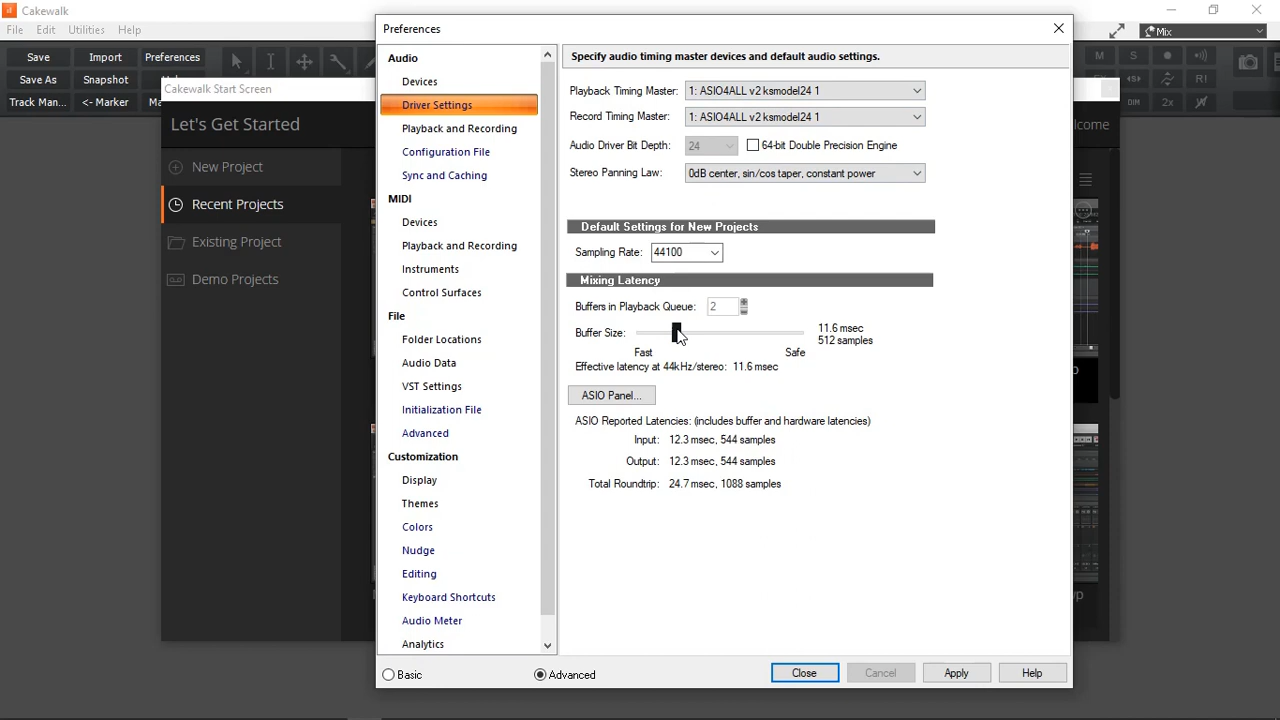 Cakewalk
File Edit Utilities Help
Save Import Preferences
Save As Snapshot
Track Man... <- Marker
Mix
M S
R!
DIM 2x
Cakewalk Start Screen
Let's Get Started
New Project
Recent Projects
Existing Project
Demo Projects
Preferences
Audio
Devices
Driver Settings
Playback and Recording
Configuration File
Sync and Caching
MIDI
Devices
Playback and Recording
Instruments
Control Surfaces
File
Folder Locations
Audio Data
VST Settings
Initialization File
Advanced
Customization
Display
Themes
Colors
Nudge
Editing
Keyboard Shortcuts
Audio Meter
Analytics
Basic
Advanced
Specify audio timing master devices and default audio settings.
Playback Timing Master: 1: ASIO4ALL v2 ksmodel24 1
Record Timing Master: 1: ASIO4ALL v2 ksmodel24 1
Audio Driver Bit Depth: 24 64-bit Double Precision Engine
Stereo Panning Law: 0dB center, sin/cos taper, constant power
Default Settings for New Projects
Sampling Rate: 44100
Mixing Latency
Buffers in Playback Queue: 2
Buffer Size: 11.6 msec
512 samples
Fast Safe
Effective latency at 44kHz/stereo: 11.6 msec
ASIO Panel...
ASIO Reported Latencies: (includes buffer and hardware latencies)
Input: 12.3 msec, 544 samples
Output: 12.3 msec, 544 samples
Total Roundtrip: 24.7 msec, 1088 samples
Close Cancel Apply Help